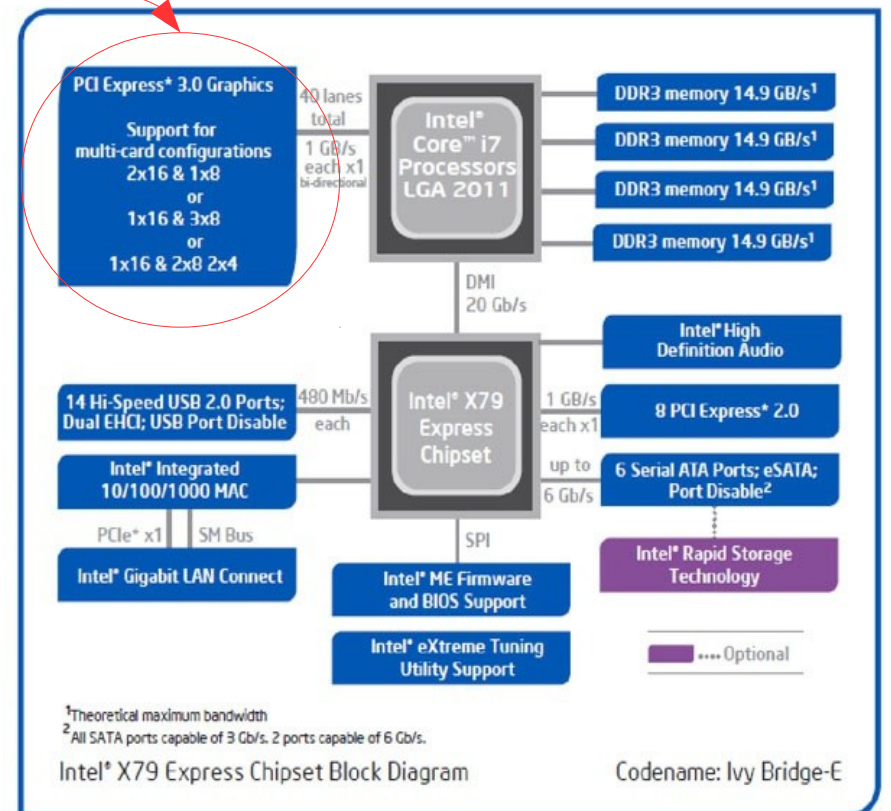 PCI Express* 3.0 Graphics
Support for
multi-card configurations
2x16 & 1x8
or
1x16 & 3x8
or
1x16 & 2x8 2x4
40 lanes
total
1 GB/s
each x1
bi-directional
Intel®
Core™ i7
Processors
LGA 2011
DDR3 memory 14.9 GB/s¹
DDR3 memory 14.9 GB/s¹
DDR3 memory 14.9 GB/s¹
DDR3 memory 14.9 GB/s¹
DMI
20 Gb/s
Intel® High
Definition Audio
14 Hi-Speed USB 2.0 Ports;
Dual EHCI; USB Port Disable
480 Mb/s
each
Intel® X79
Express
Chipset
1 GB/s
each x1
8 PCI Express* 2.0
Intel® Integrated
10/100/1000 MAC
up to
6 Gb/s
6 Serial ATA Ports; eSATA;
Port Disable²
PCIe* x1
SM Bus
SPI
Intel® Gigabit LAN Connect
Intel® ME Firmware
and BIOS Support
Intel® Rapid Storage
Technology
Intel® eXtreme Tuning
Utility Support
Optional
¹Theoretical maximum bandwidth
²All SATA ports capable of 3 Gb/s. 2 ports capable of 6 Gb/s.
Intel® X79 Express Chipset Block Diagram
Codename: Ivy Bridge-E